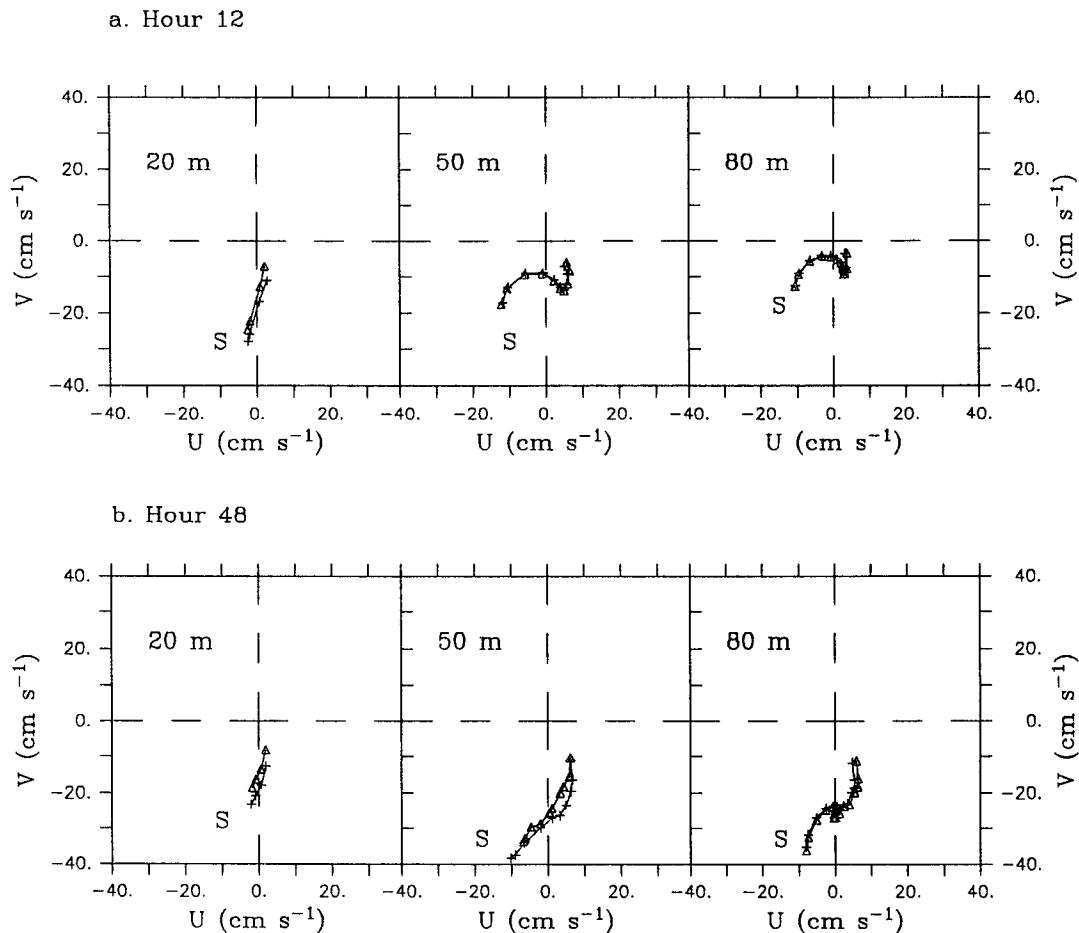 a. Hour 12
40. 40.
20 m 50 m 80 m
20. 20.
V (cm s⁻¹) 0. 0. V (cm s⁻¹)
−20. −20.
S S S
−40. −40.
−40. −20. 0. 20. −40. −20. 0. 20. −40. −20. 0. 20. 40.
U (cm s⁻¹) U (cm s⁻¹) U (cm s⁻¹)
b. Hour 48
40. 40.
20 m 50 m 80 m
20. 20.
V (cm s⁻¹) 0. 0. V (cm s⁻¹)
−20. −20.
S S S
−40. −40.
−40. −20. 0. 20. −40. −20. 0. 20. −40. −20. 0. 20. 40.
U (cm s⁻¹) U (cm s⁻¹) U (cm s⁻¹)